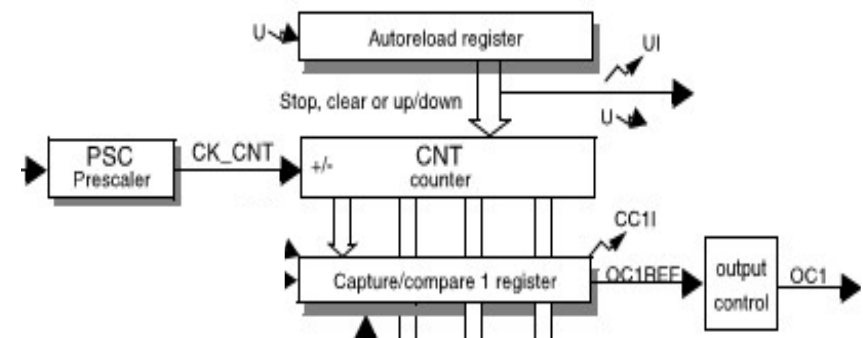 U
Autoreload register
UI
Stop, clear or up/down
U
PSC
Prescaler
CK_CNT
+/-
CNT
counter
CC1I
Capture/compare 1 register
OC1REF
output
control
OC1